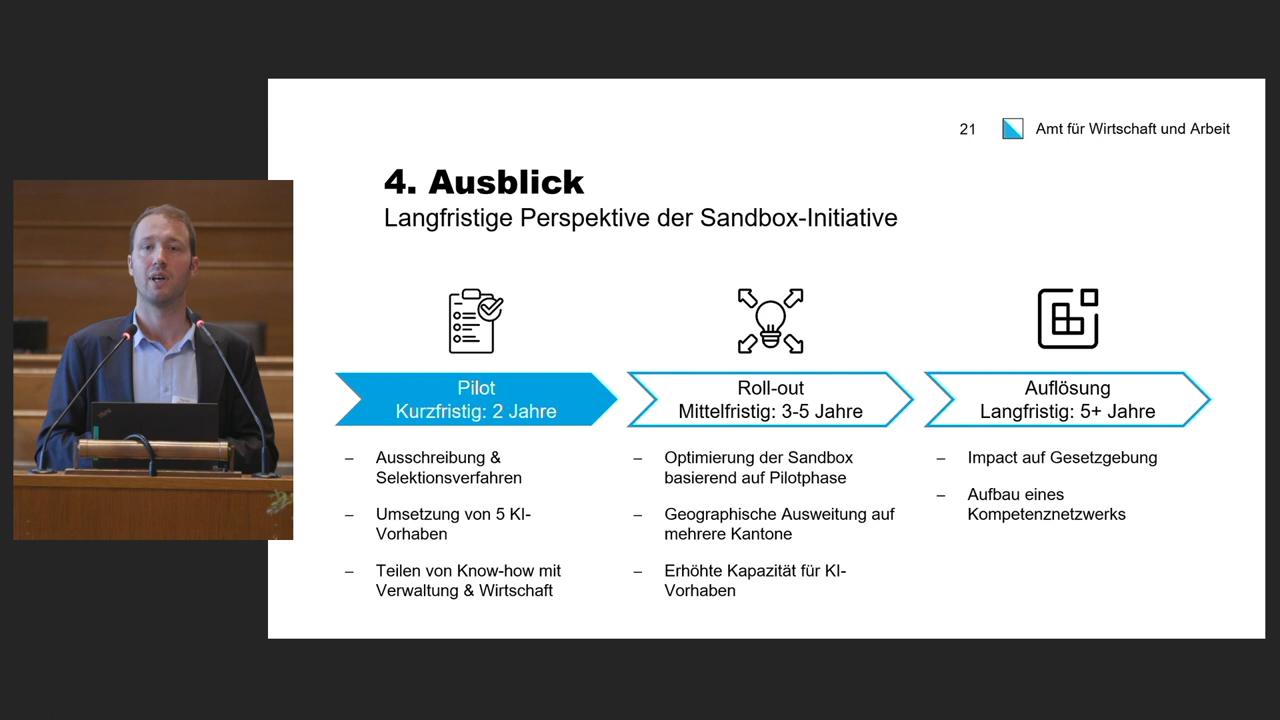 21
Amt für Wirtschaft und Arbeit
4. Ausblick
Langfristige Perspektive der Sandbox-Initiative
Pilot
Kurzfristig: 2 Jahre
– Ausschreibung &
Selektionsverfahren
– Umsetzung von 5 KI-
Vorhaben
– Teilen von Know-how mit
Verwaltung & Wirtschaft
Roll-out
Mittelfristig: 3-5 Jahre
– Optimierung der Sandbox
basierend auf Pilotphase
– Geographische Ausweitung auf
mehrere Kantone
– Erhöhte Kapazität für KI-
Vorhaben
Auflösung
Langfristig: 5+ Jahre
– Impact auf Gesetzgebung
– Aufbau eines
Kompetenznetzwerks